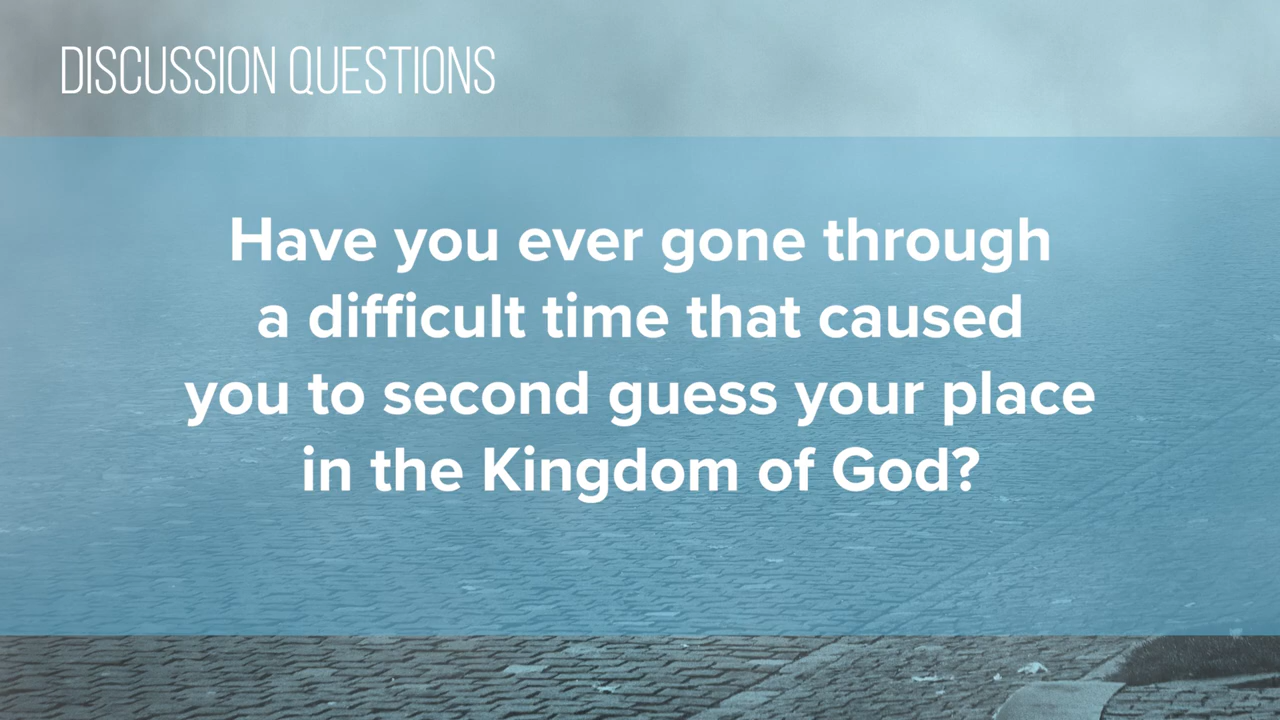 DISCUSSION QUESTIONS
Have you ever gone through
a difficult time that caused
you to second guess your place
in the Kingdom of God?